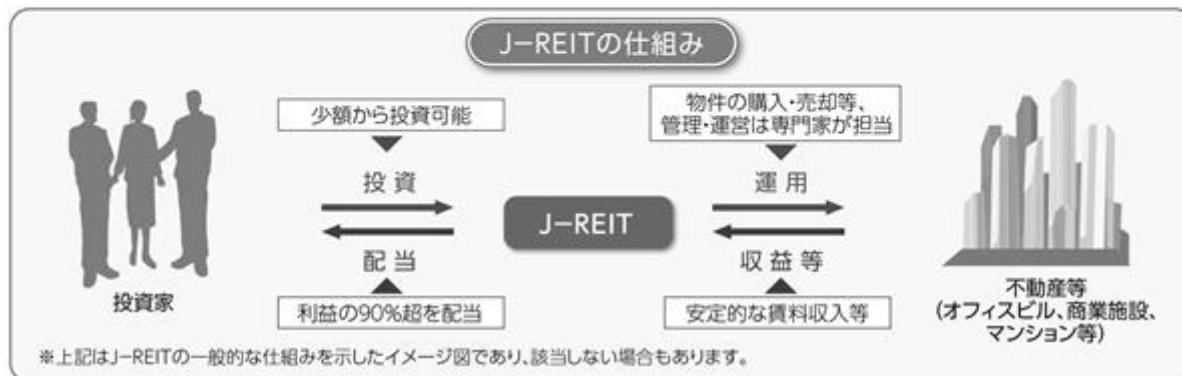 J−REITの仕組み
少額から投資可能
物件の購入・売却等、
管理・運営は専門家が担当
投資
運用
J−REIT
配当
収益等
投資家
利益の90%超を配当
安定的な賃料収入等
不動産等
(オフィスビル、商業施設、
マンション等)
※上記はJ−REITの一般的な仕組みを示したイメージ図であり、該当しない場合もあります。